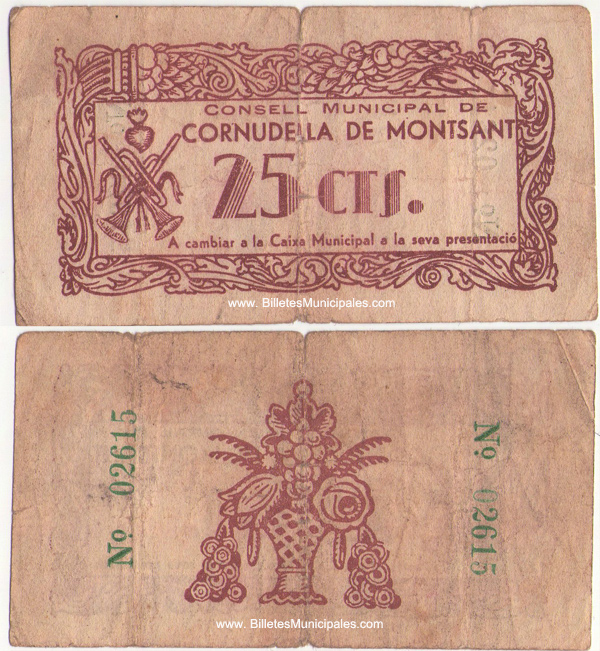 CONSELL MUNICIPAL DE
CORNUDELLA DE MONTSANT
25 CTS.
A cambiar a la Caixa Municipal a la seva presentació
www. BilletesMunicipales.com
Nº 02615
Nº 02615
www. BilletesMunicipales.com